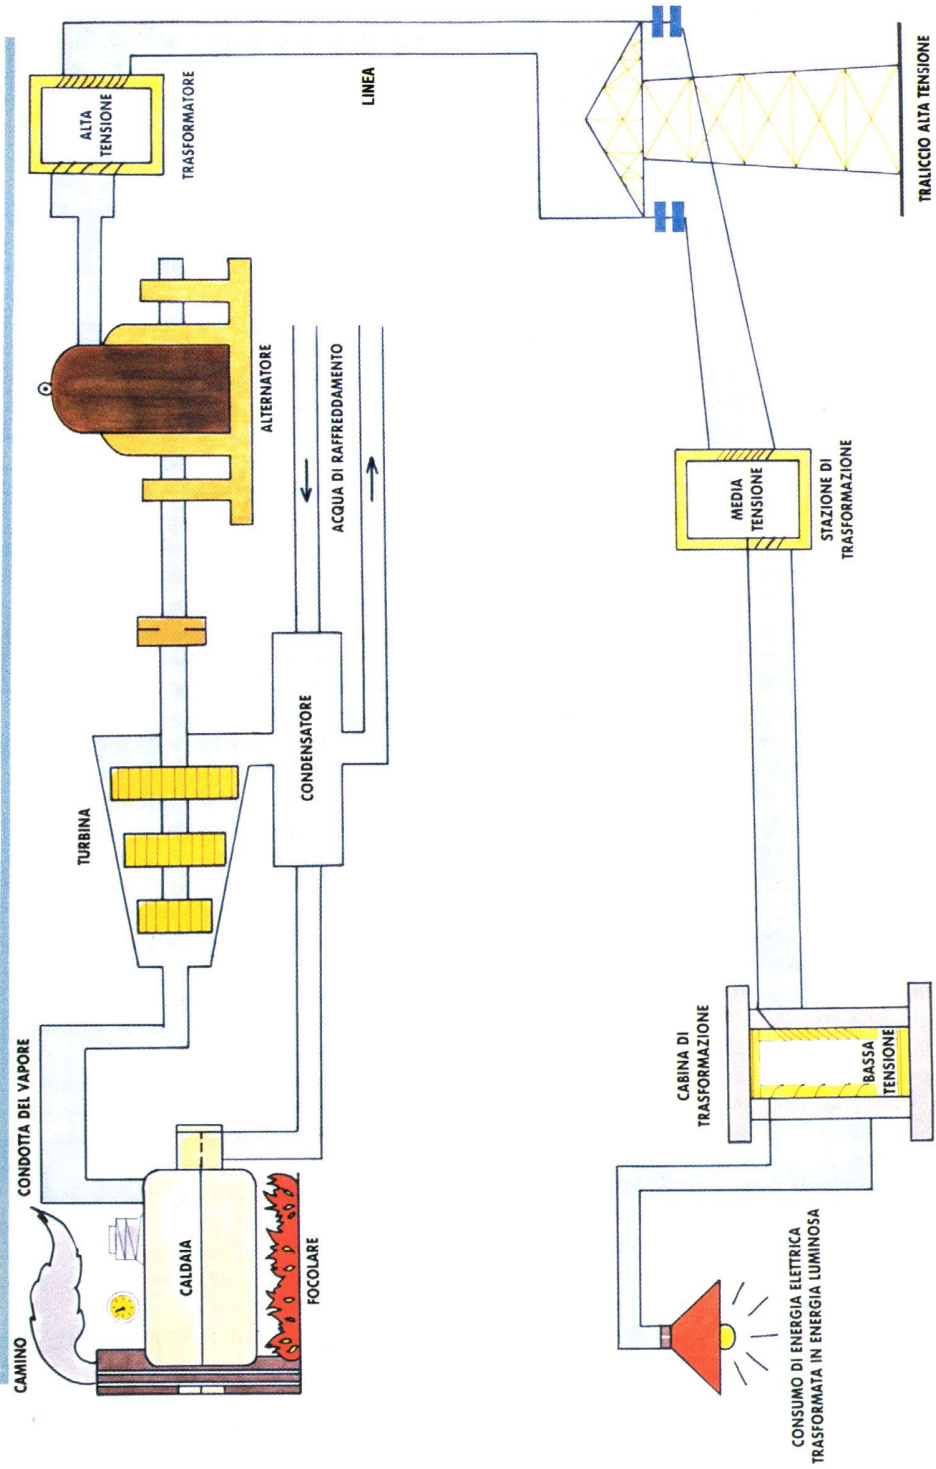 CAMINO
CONDOTTA DEL VAPORE
CALDAIA
FOCOLARE
TURBINA
CONDENSATORE
ACQUA DI RAFFREDDAMENTO
ALTERNATORE
ALTA
TENSIONE
TRASFORMATORE
LINEA
TRALICCIO ALTA TENSIONE
MEDIA
TENSIONE
STAZIONE DI
TRASFORMAZIONE
CABINA DI
TRASFORMAZIONE
BASSA
TENSIONE
CONSUMO DI ENERGIA ELETTRICA
TRASFORMATA IN ENERGIA LUMINOSA